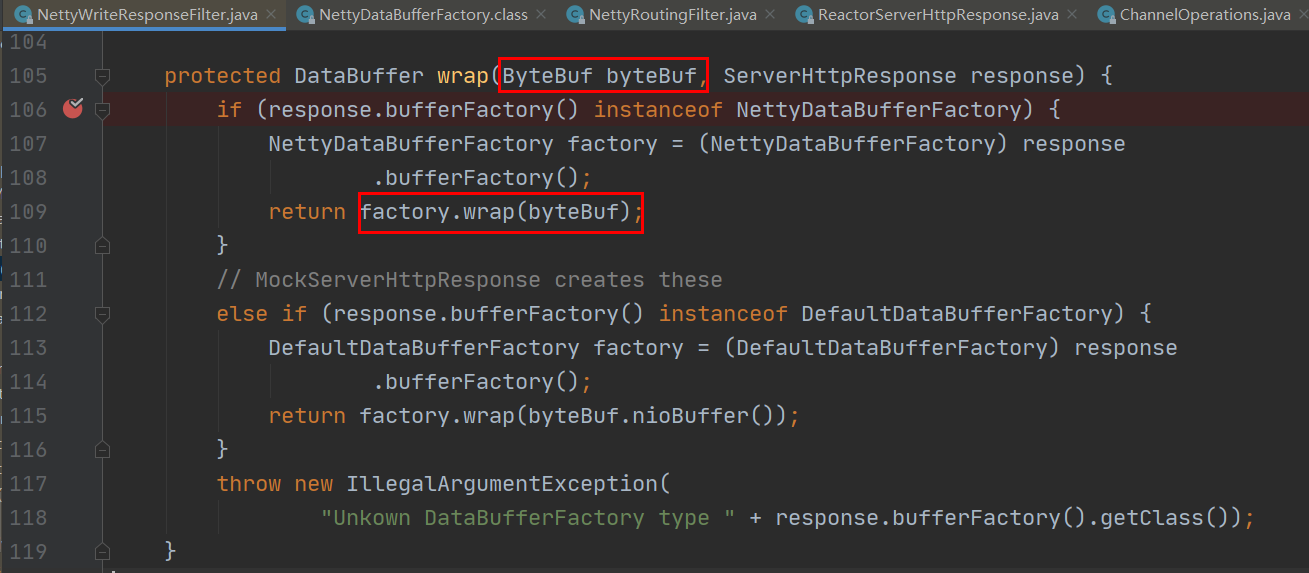 NettyWriteResponseFilter.java × NettyDataBufferFactory.class × NettyRoutingFilter.java × ReactorServerHttpResponse.java × ChannelOperations.java ×
104
105 protected DataBuffer wrap(ByteBuf byteBuf, ServerHttpResponse response) {
106 if (response.bufferFactory() instanceof NettyDataBufferFactory) {
107 NettyDataBufferFactory factory = (NettyDataBufferFactory) response
108 .bufferFactory();
109 return factory.wrap(byteBuf);
110 }
111 // MockServerHttpResponse creates these
112 else if (response.bufferFactory() instanceof DefaultDataBufferFactory) {
113 DefaultDataBufferFactory factory = (DefaultDataBufferFactory) response
114 .bufferFactory();
115 return factory.wrap(byteBuf.nioBuffer());
116 }
117 throw new IllegalArgumentException(
118 "Unkown DataBufferFactory type " + response.bufferFactory().getClass());
119 }